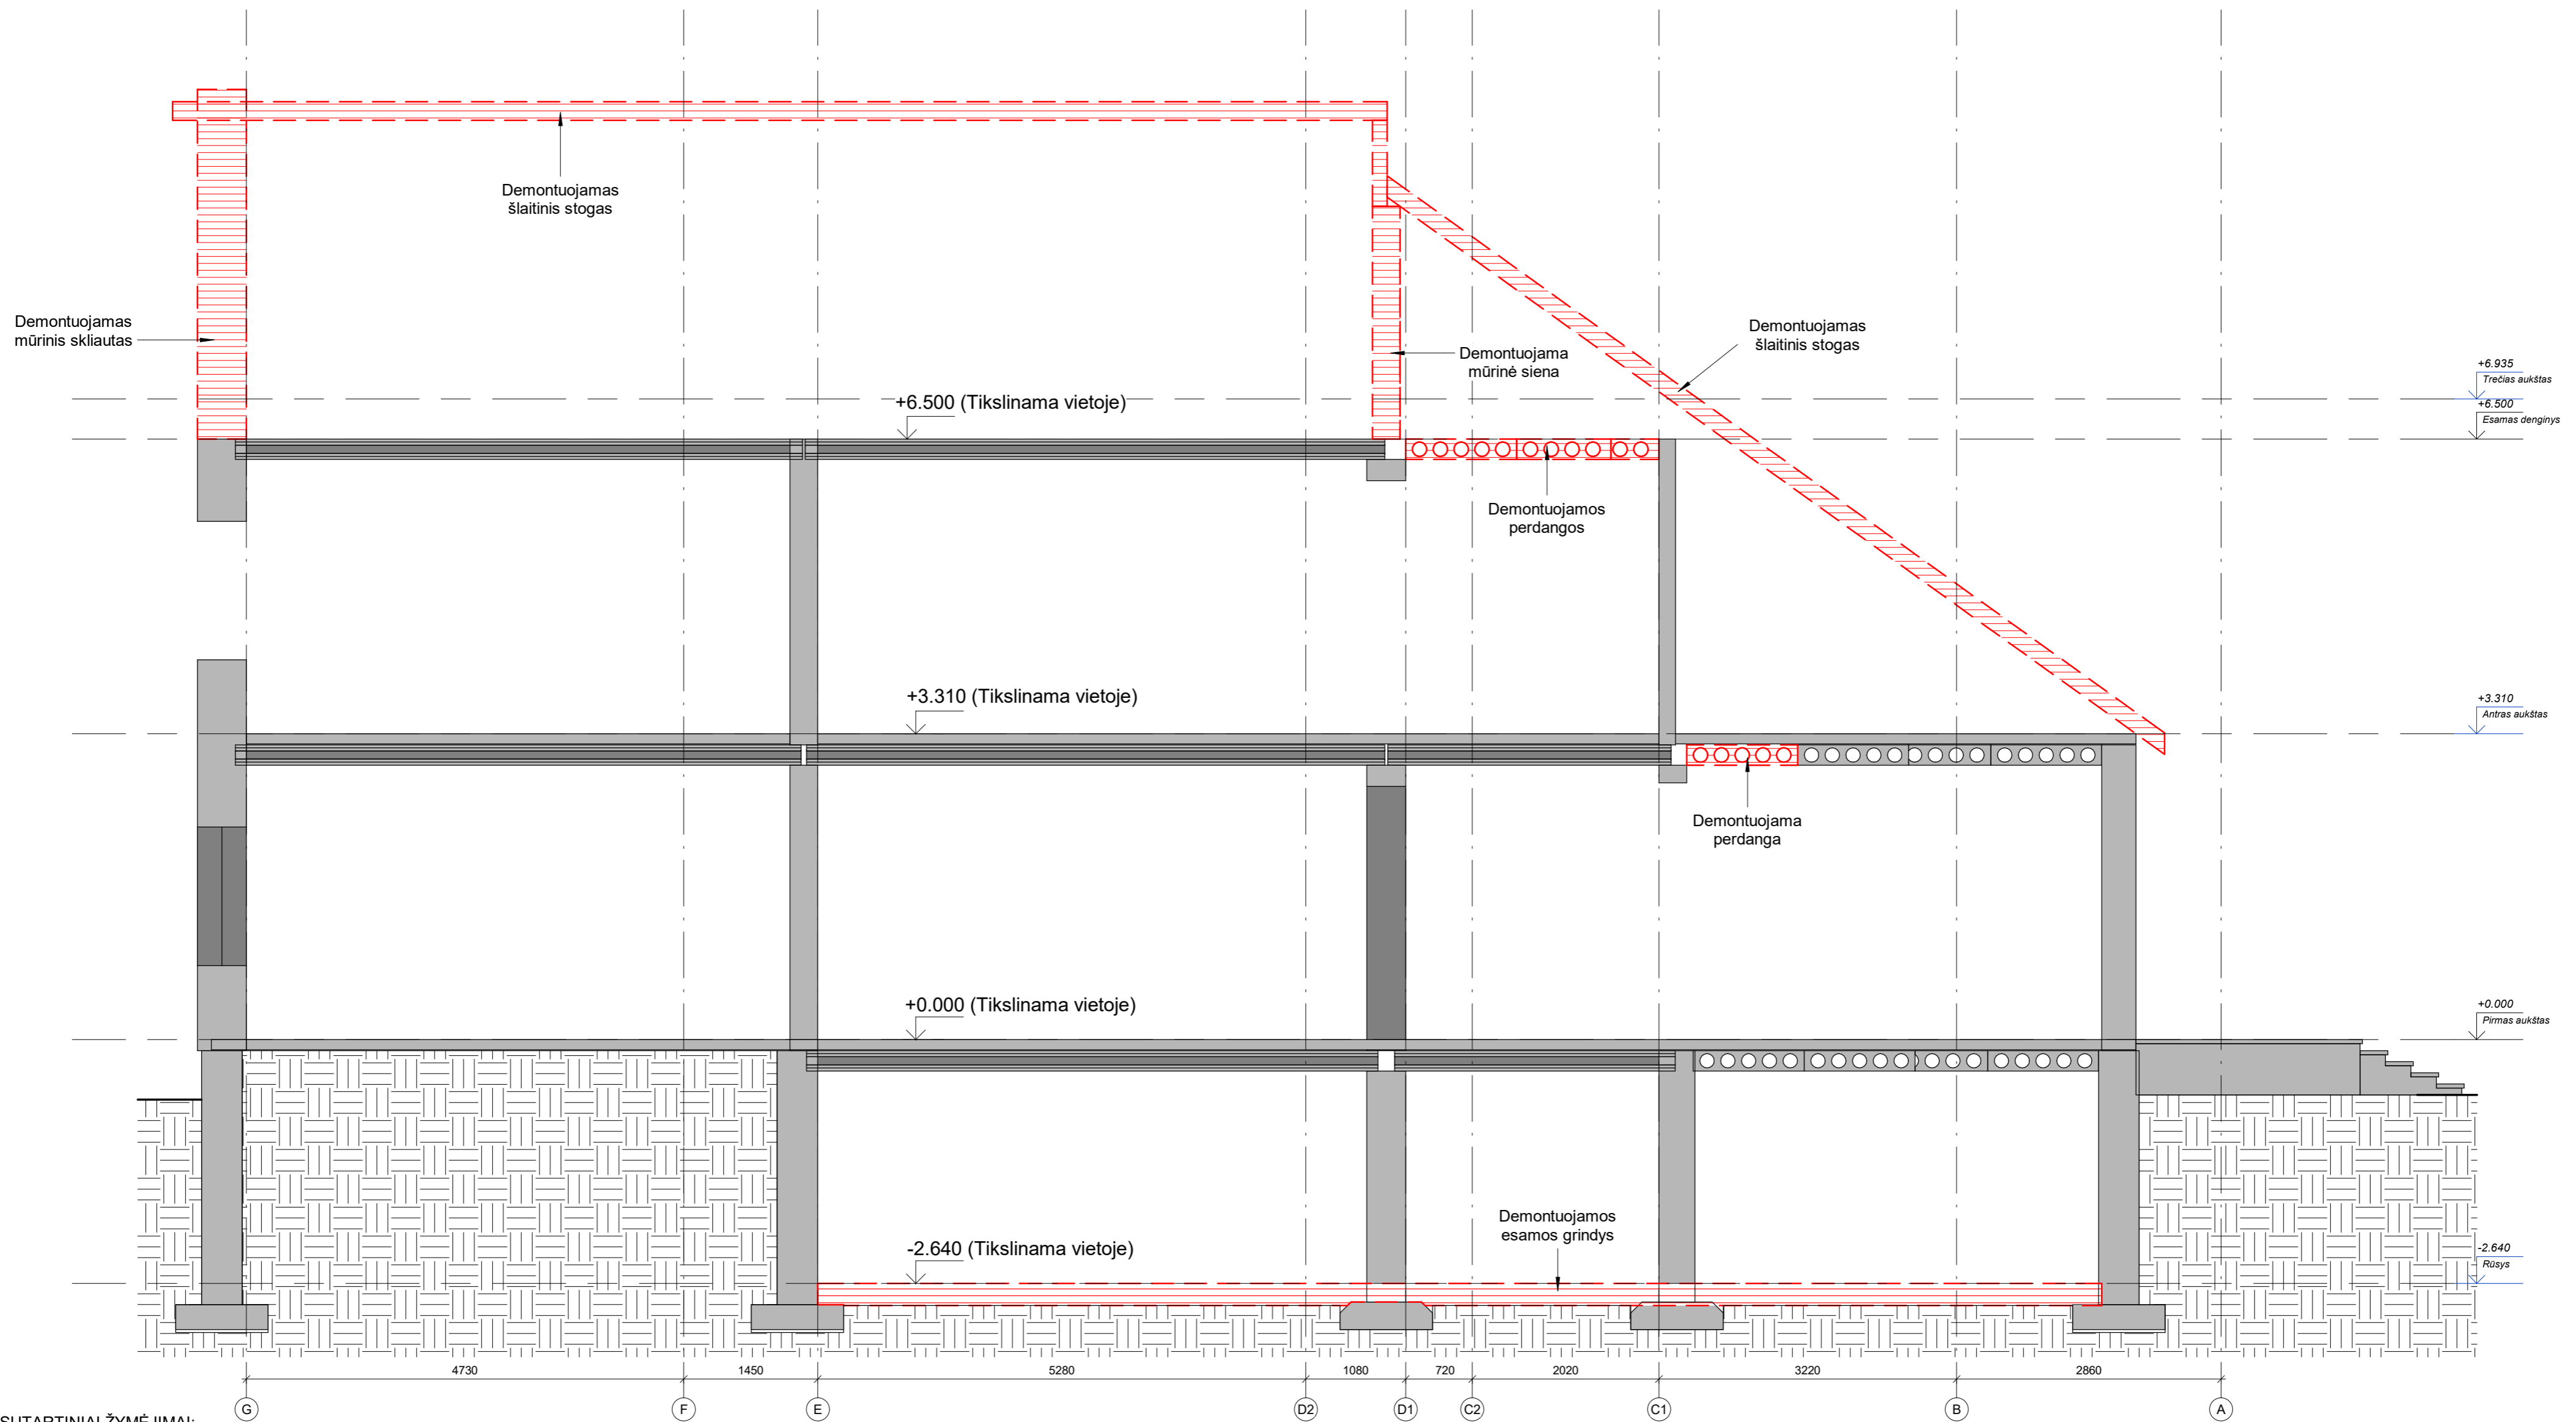 Demontuojamas
šlaitinis stogas
Demontuojamas
mūrinis skliautas
Demontuojama
mūrinė siena
Demontuojamas
šlaitinis stogas
+6.935
Trečias aukštas
+6.500 (Tikslinama vietoje)
+6.500
Esamas denginys
Demontuojamos
perdangos
+3.310 (Tikslinama vietoje)
+3.310
Antras aukštas
Demontuojama
perdanga
+0.000 (Tikslinama vietoje)
+0.000
Pirmas aukštas
Demontuojamos
esamos grindys
-2.640 (Tikslinama vietoje)
-2.640
Rūsys
4730 1450 5280 1080 720 2020 3220 2860
G F E D2 D1 C2 C1 B A
SUTARTINIAI ŽYMĖJIMAI: